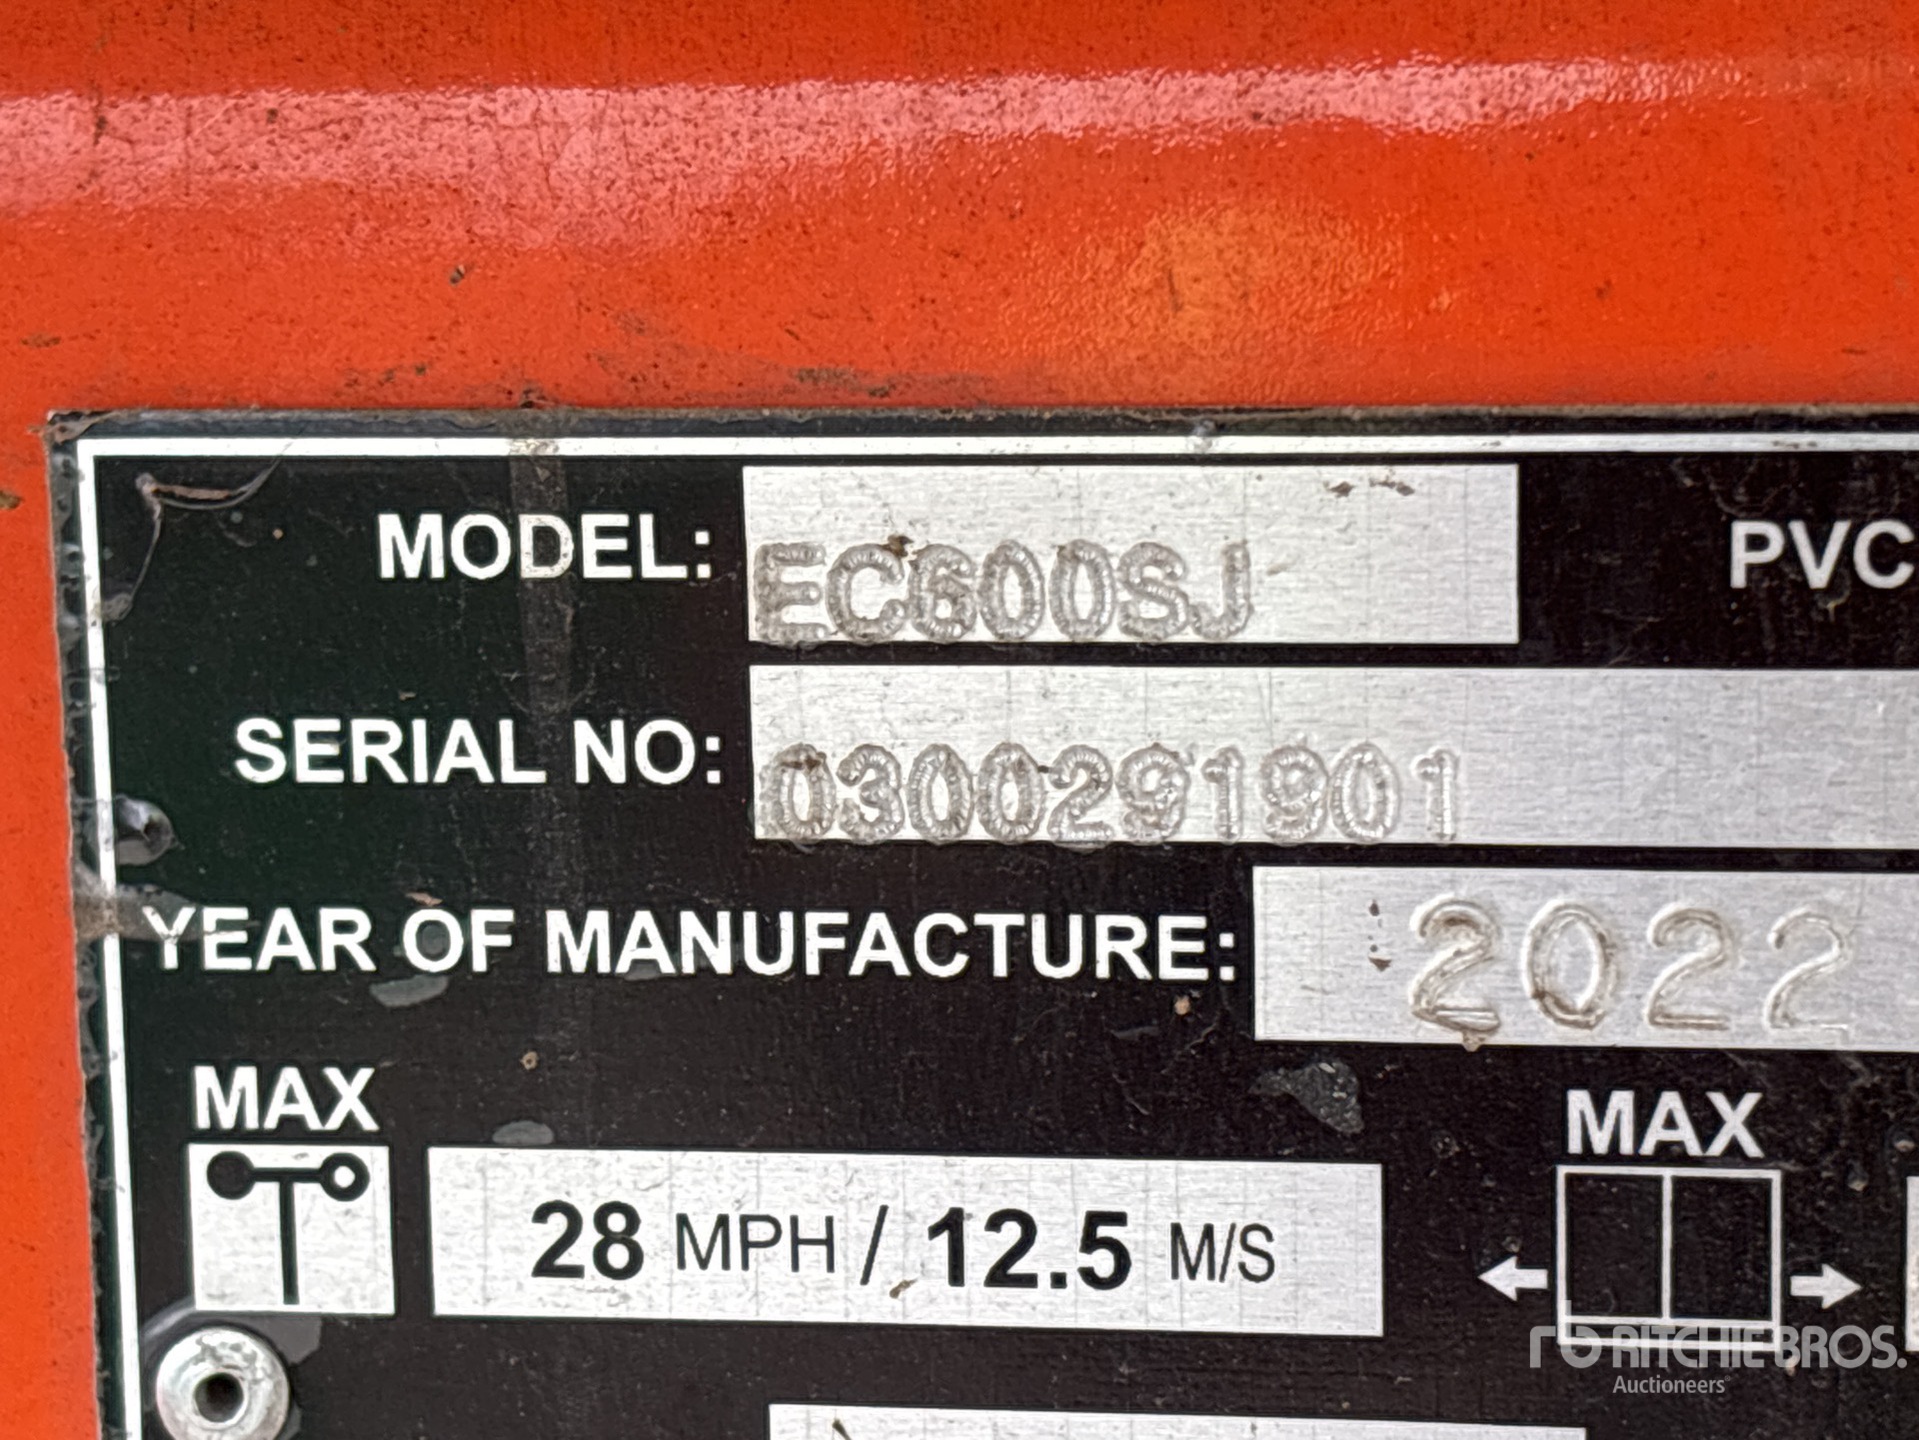 MODEL: EC600SJ PVC
SERIAL NO: 0300291901
YEAR OF MANUFACTURE: 2022
MAX MAX
28 MPH / 12.5 M/S
RITCHIE BROS.
Auctioneers